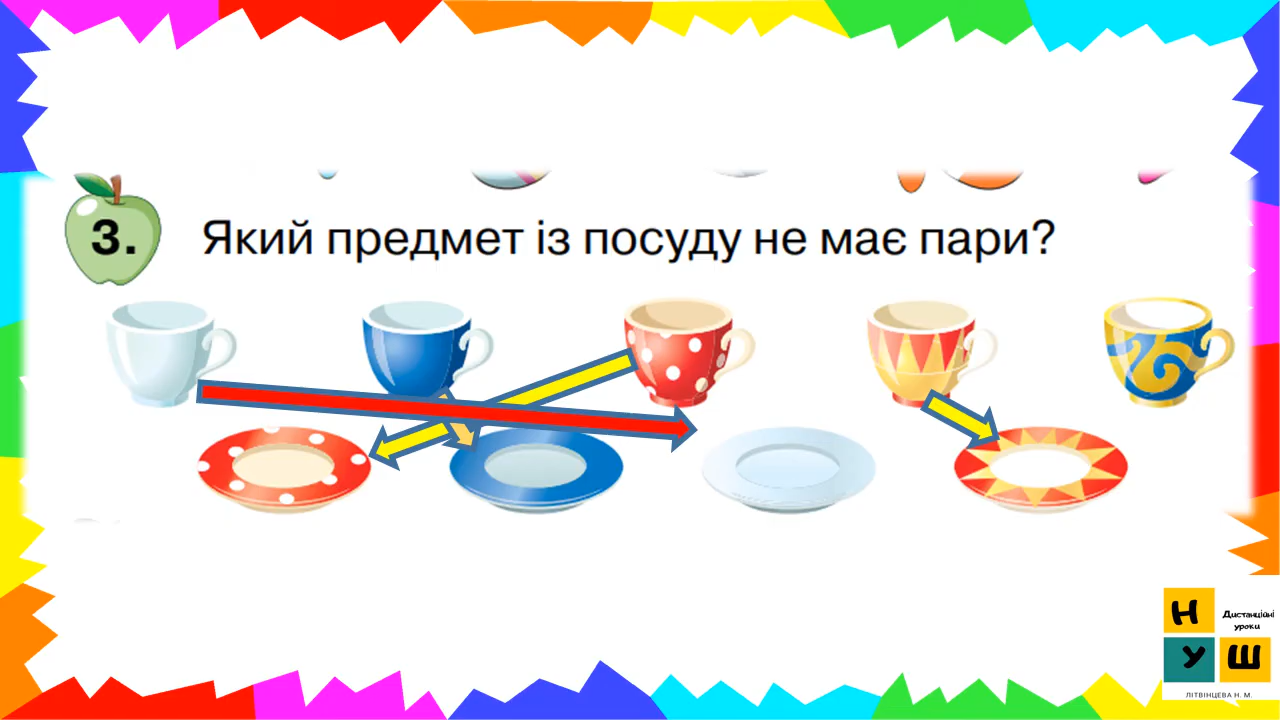 3. Який предмет із посуду не має пари?
Н
У Ш
Дистанційні
уроки
ЛІТВІНЦЕВА Н. М.